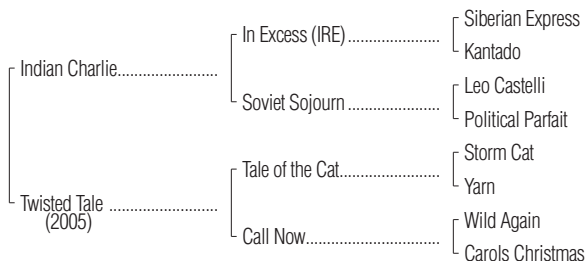 Siberian Express
In Excess (IRE)
Kantado
Indian Charlie
Leo Castelli
Soviet Sojourn
Political Parfait
Storm Cat
Tale of the Cat
Yarn
Twisted Tale
(2005)
Wild Again
Call Now
Carols Christmas